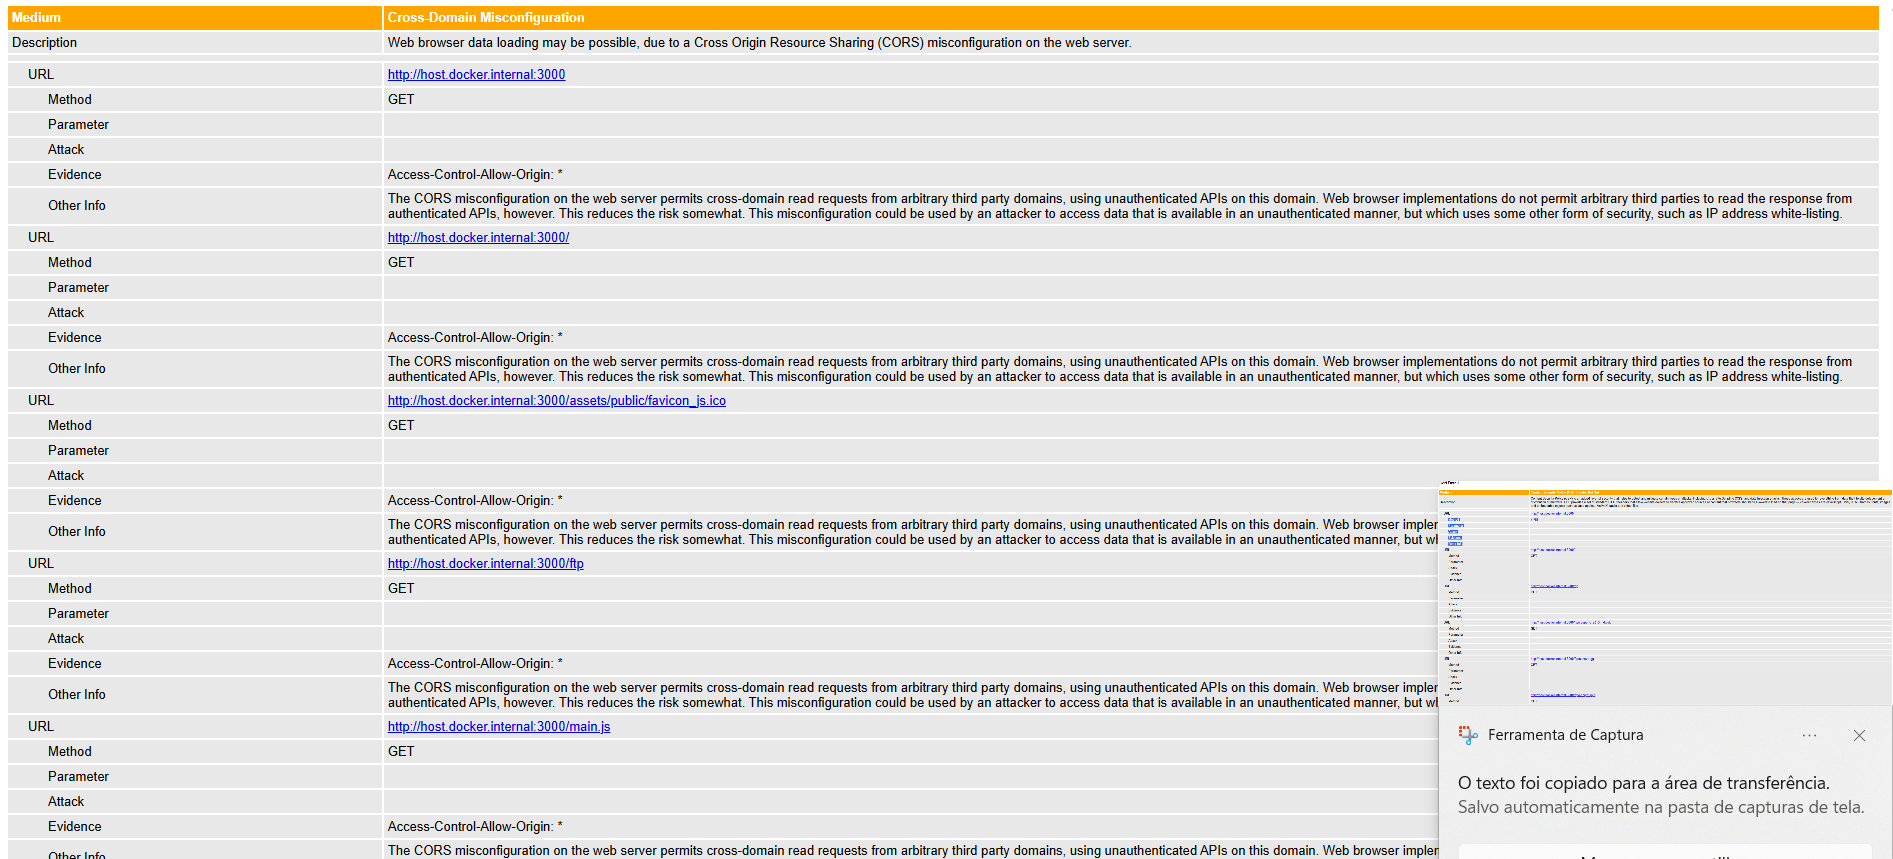 Medium Cross-Domain Misconfiguration
Description Web browser data loading may be possible, due to a Cross Origin Resource Sharing (CORS) misconfiguration on the web server.
URL http://host.docker.internal:3000
Method GET
Parameter
Attack
Evidence Access-Control-Allow-Origin: *
Other Info The CORS misconfiguration on the web server permits cross-domain read requests from arbitrary third party domains, using unauthenticated APIs on this domain. Web browser implementations do not permit arbitrary third parties to read the response from
authenticated APIs, however. This reduces the risk somewhat. This misconfiguration could be used by an attacker to access data that is available in an unauthenticated manner, but which uses some other form of security, such as IP address white-listing.
URL http://host.docker.internal:3000/
Method GET
Parameter
Attack
Evidence Access-Control-Allow-Origin: *
Other Info The CORS misconfiguration on the web server permits cross-domain read requests from arbitrary third party domains, using unauthenticated APIs on this domain. Web browser implementations do not permit arbitrary third parties to read the response from
authenticated APIs, however. This reduces the risk somewhat. This misconfiguration could be used by an attacker to access data that is available in an unauthenticated manner, but which uses some other form of security, such as IP address white-listing.
URL http://host.docker.internal:3000/assets/public/favicon_js.ico
Method GET
Parameter
Attack
Evidence Access-Control-Allow-Origin: *
Other Info The CORS misconfiguration on the web server permits cross-domain read requests from arbitrary third party domains, using unauthenticated APIs on this domain. Web browser
authenticated APIs, however. This reduces the risk somewhat. This misconfiguration could be used by an attacker to access data that is available in an unauthenticated manner, but
URL http://host.docker.internal:3000/ftp
Method GET
Parameter
Attack
Evidence Access-Control-Allow-Origin: *
Other Info The CORS misconfiguration on the web server permits cross-domain read requests from arbitrary third party domains, using unauthenticated APIs on this domain. Web browser
authenticated APIs, however. This reduces the risk somewhat. This misconfiguration could be used by an attacker to access data that is available in an unauthenticated manner, but
URL http://host.docker.internal:3000/main.js
Method GET
Parameter
Attack
Evidence Access-Control-Allow-Origin: *
Other Info The CORS misconfiguration on the web server permits cross-domain read requests from arbitrary third party domains, using unauthenticated APIs on this domain. Web browser
Ferramenta de Captura
O texto foi copiado para a área de transferência.
Salvo automaticamente na pasta de capturas de tela.